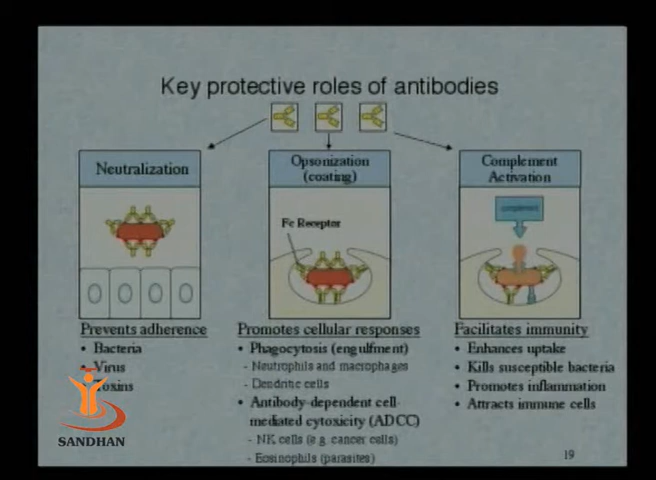 Key protective roles of antibodies
Neutralization
Opsonization
(coating)
Complement
Activation
Fc Receptor
complement
Prevents adherence
• Bacteria
• Virus
• Toxins
Promotes cellular responses
• Phagocytosis (engulfment)
- Neutrophils and macrophages
- Dendritic cells
• Antibody-dependent cell-
mediated cytoxicity (ADCC)
- NK cells (e.g. cancer cells)
- Eosinophils (parasites)
Facilitates immunity
• Enhances uptake
• Kills susceptible bacteria
• Promotes inflammation
• Attracts immune cells
SANDHAN
19